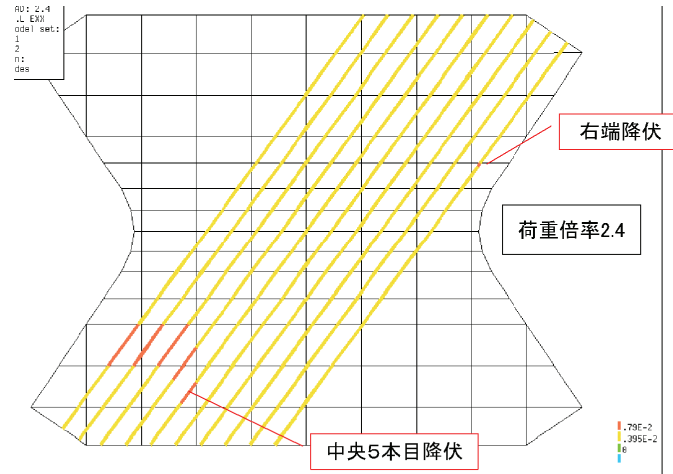 AD: 2.4
.L EXX
odel set:
1
2
n:
des
右端降伏
荷重倍率2.4
中央5本目降伏
.79E-2
.395E-2
0